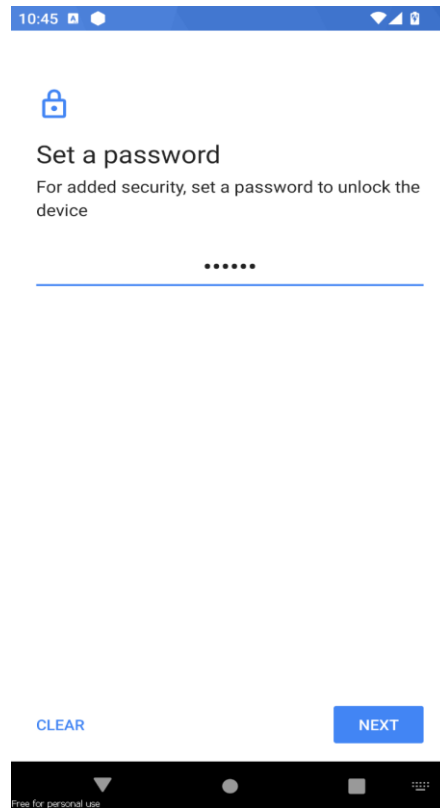 10:45
Set a password
For added security, set a password to unlock the
device
••••••
CLEAR
NEXT
Free for personal use